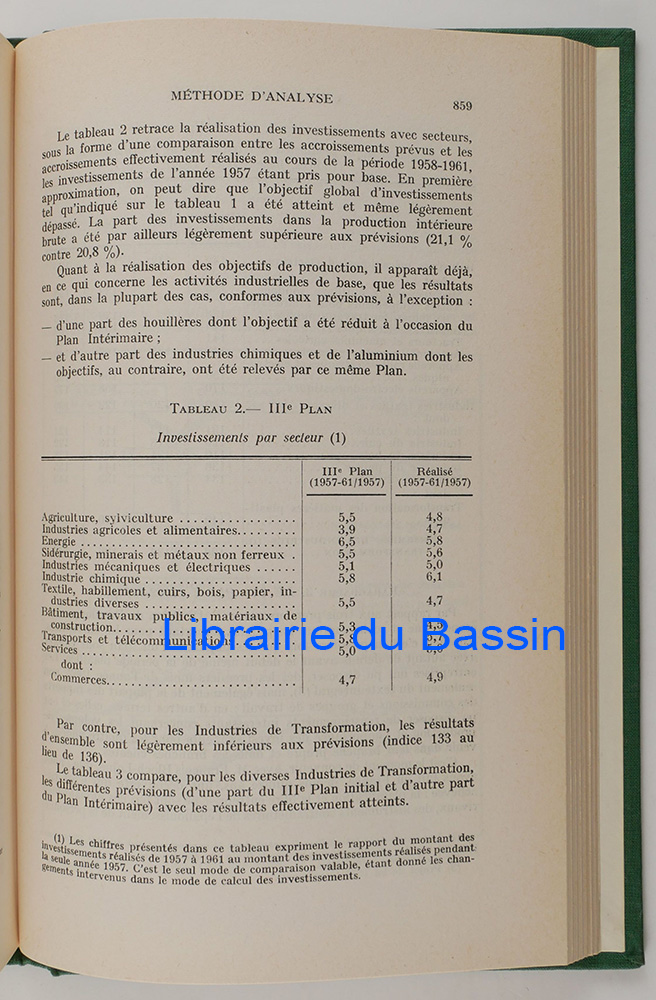 MÉTHODE D'ANALYSE
859
Le tableau 2 retrace la réalisation des investissements avec secteurs,
sous la forme d'une comparaison entre les accroissements prévus et les
accroissements effectivement réalisés au cours de la période 1958-1961,
les investissements de l'année 1957 étant pris pour base. En première
approximation, on peut dire que l'objectif global d'investissements
tel qu'indiqué sur le tableau 1 a été atteint et même légèrement
dépassé. La part des investissements dans la production intérieure
brute a été par ailleurs légèrement supérieure aux prévisions (21,1 %
contre 20,8 %).
Quant à la réalisation des objectifs de production, il apparaît déjà,
en ce qui concerne les activités industrielles de base, que les résultats
sont, dans la plupart des cas, conformes aux prévisions, à l'exception :
— d'une part des houillères dont l'objectif a été réduit à l'occasion du
Plan Intérimaire ;
— et d'autre part des industries chimiques et de l'aluminium dont les
objectifs, au contraire, ont été relevés par ce même Plan.
TABLEAU 2.— IIIe PLAN
Investissements par secteur (1)
IIIe Plan Réalisé
(1957-61/1957) (1957-61/1957)
Agriculture, sylviculture ................. 5,5 4,8
Industries agricoles et alimentaires......... 3,9 4,7
Energie ............................... 6,5 5,8
Sidérurgie, minerais et métaux non ferreux . 5,5 5,6
Industries mécaniques et électriques ...... 5,1 5,0
Industrie chimique ...................... 5,8 6,1
Textile, habillement, cuirs, bois, papier, in-
dustries diverses ...................... 5,5 4,7
Bâtiment, travaux publics, matériaux de
construction........................... 5,3
Transports et télécommunications.........
Services ............................... 5,0
dont :
Commerces............................ 4,7 4,9
Librairie du Bassin
Par contre, pour les Industries de Transformation, les résultats
d'ensemble sont légèrement inférieurs aux prévisions (indice 133 au
lieu de 136).
Le tableau 3 compare, pour les diverses Industries de Transformation,
les différentes prévisions (d'une part du IIIe Plan initial et d'autre part
du Plan Intérimaire) avec les résultats effectivement atteints.
(1) Les chiffres présentés dans ce tableau expriment le rapport du montant des
investissements réalisés de 1957 à 1961 au montant des investissements réalisés pendant
la seule année 1957. C'est le seul mode de comparaison valable, étant donné les chan-
gements intervenus dans le mode de calcul des investissements.